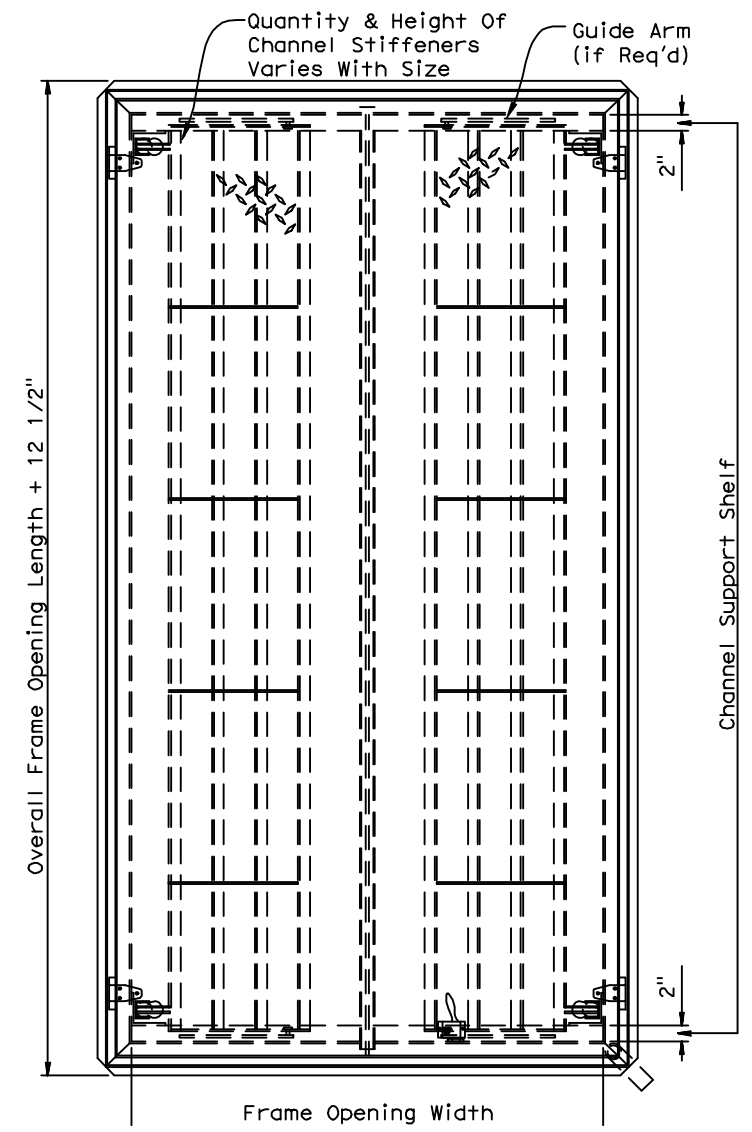 Quantity & Height Of
Channel Stiffeners
Varies With Size
Guide Arm
(if Req'd)
2"
Overall Frame Opening Length + 12 1/2"
Channel Support Shelf
2"
Frame Opening Width